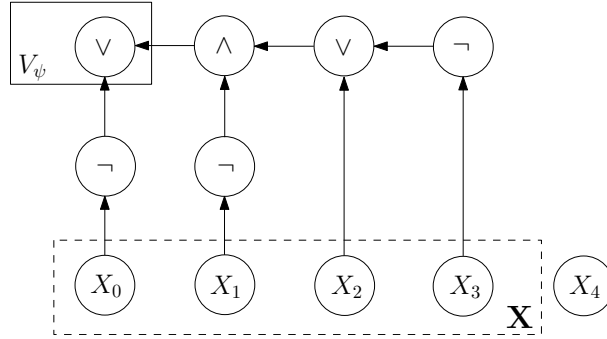 ∨ ∧ ∨ ¬
V_ψ
¬ ¬
X_0 X_1 X_2 X_3 X_4
X